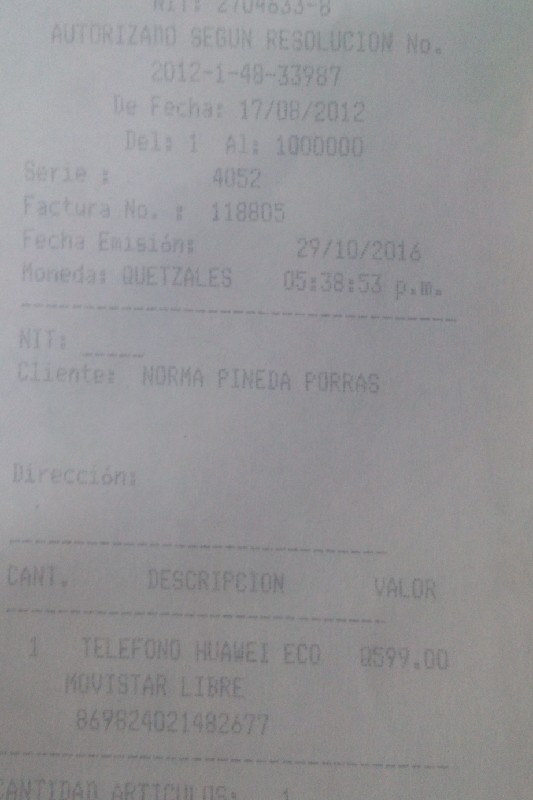 NIT: 2704633-8
AUTORIZADO SEGUN RESOLUCION No.
2012-1-48-33987
De Fecha: 17/08/2012
Del: 1 Al: 1000000
Serie : 4052
Factura No. : 118805
Fecha Emisión: 29/10/2016
Moneda: QUETZALES 05:38:53 p.m.
NIT: _____
Cliente: NORMA PINEDA PORRAS
Dirección:
CANT. DESCRIPCION VALOR
1 TELEFONO HUAWEI ECO Q599.00
MOVISTAR LIBRE
869824021482677
CANTIDAD ARTICULOS: 1